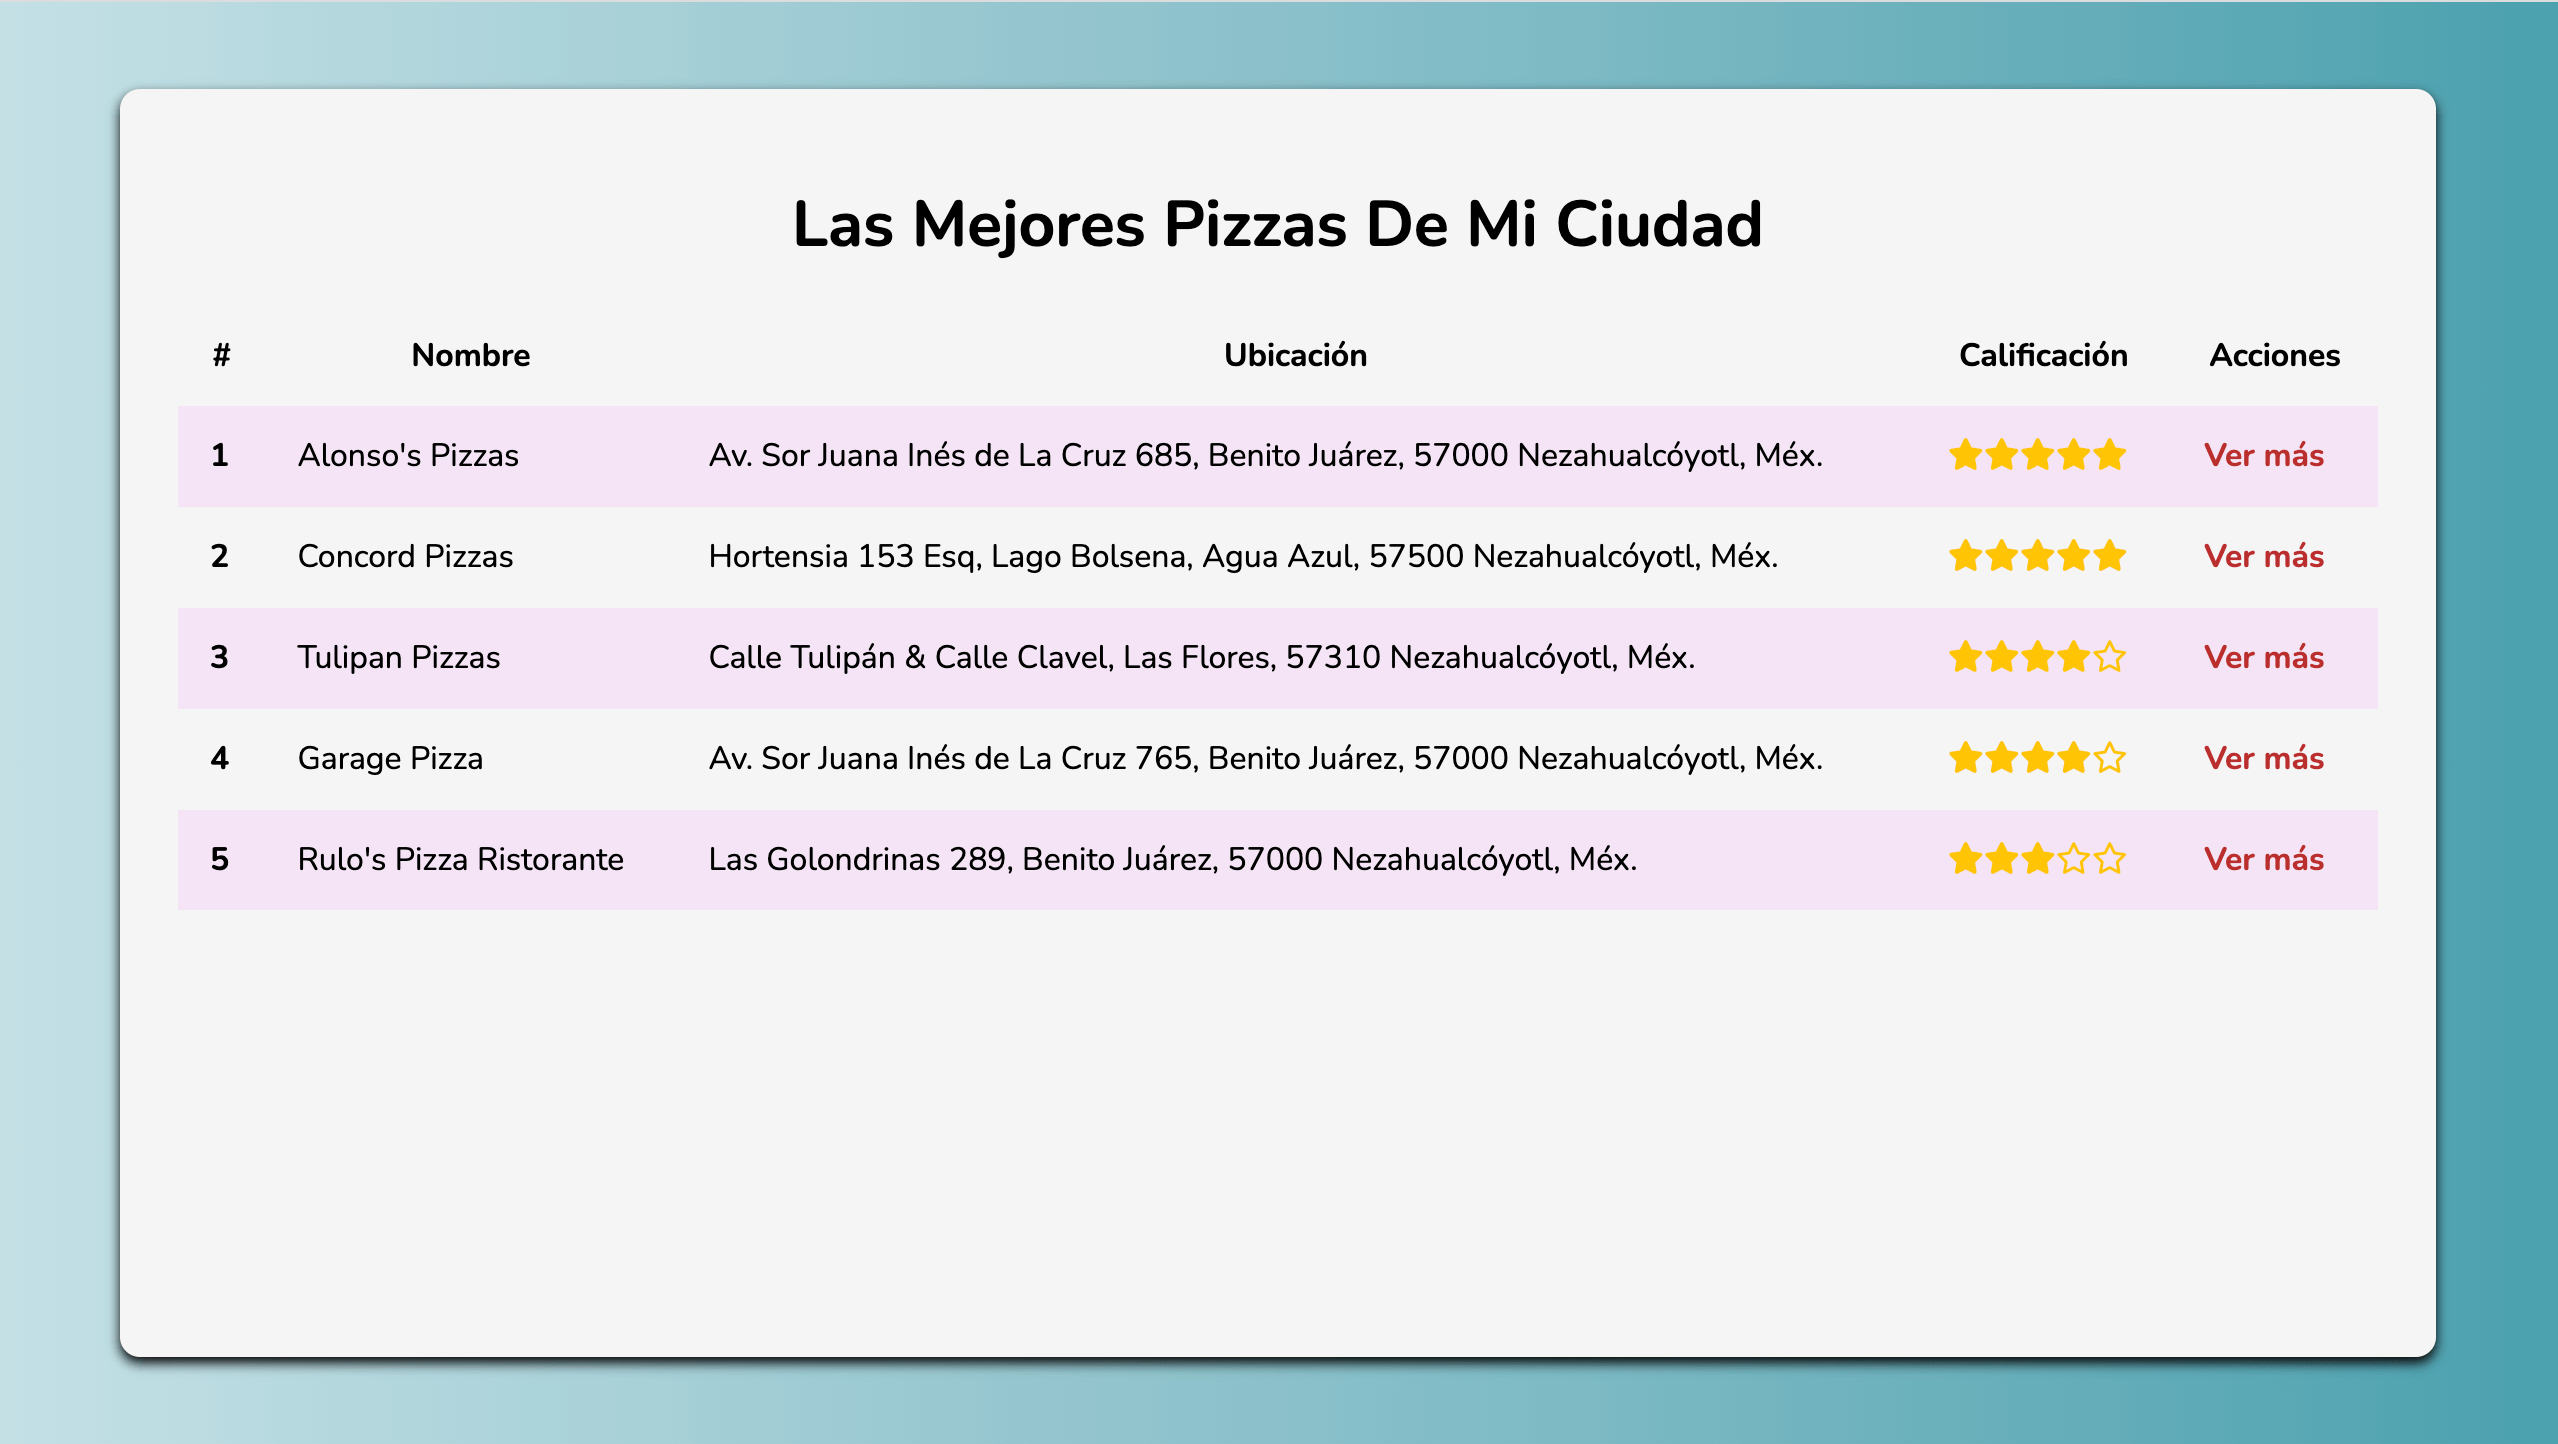 Las Mejores Pizzas De Mi Ciudad
# Nombre Ubicación Calificación Acciones
1 Alonso's Pizzas Av. Sor Juana Inés de La Cruz 685, Benito Juárez, 57000 Nezahualcóyotl, Méx. Ver más
2 Concord Pizzas Hortensia 153 Esq, Lago Bolsena, Agua Azul, 57500 Nezahualcóyotl, Méx. Ver más
3 Tulipan Pizzas Calle Tulipán & Calle Clavel, Las Flores, 57310 Nezahualcóyotl, Méx. Ver más
4 Garage Pizza Av. Sor Juana Inés de La Cruz 765, Benito Juárez, 57000 Nezahualcóyotl, Méx. Ver más
5 Rulo's Pizza Ristorante Las Golondrinas 289, Benito Juárez, 57000 Nezahualcóyotl, Méx. Ver más